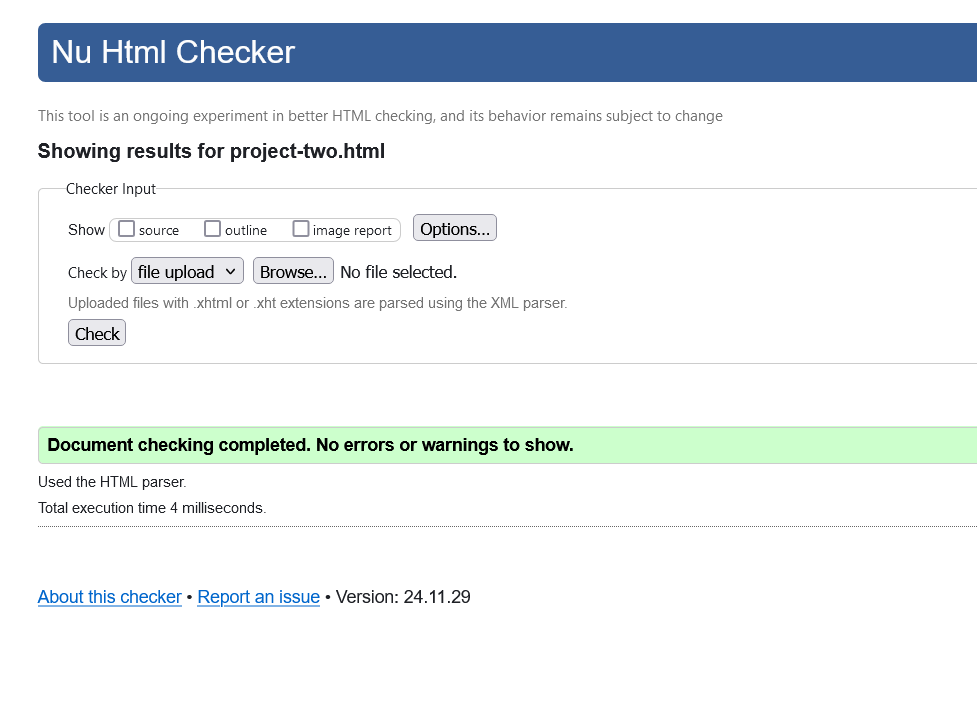 Nu Html Checker
This tool is an ongoing experiment in better HTML checking, and its behavior remains subject to change
Showing results for project-two.html
Checker Input
Show source outline image report Options...
Check by file upload Browse... No file selected.
Uploaded files with .xhtml or .xht extensions are parsed using the XML parser.
Check
Document checking completed. No errors or warnings to show.
Used the HTML parser.
Total execution time 4 milliseconds.
About this checker • Report an issue • Version: 24.11.29